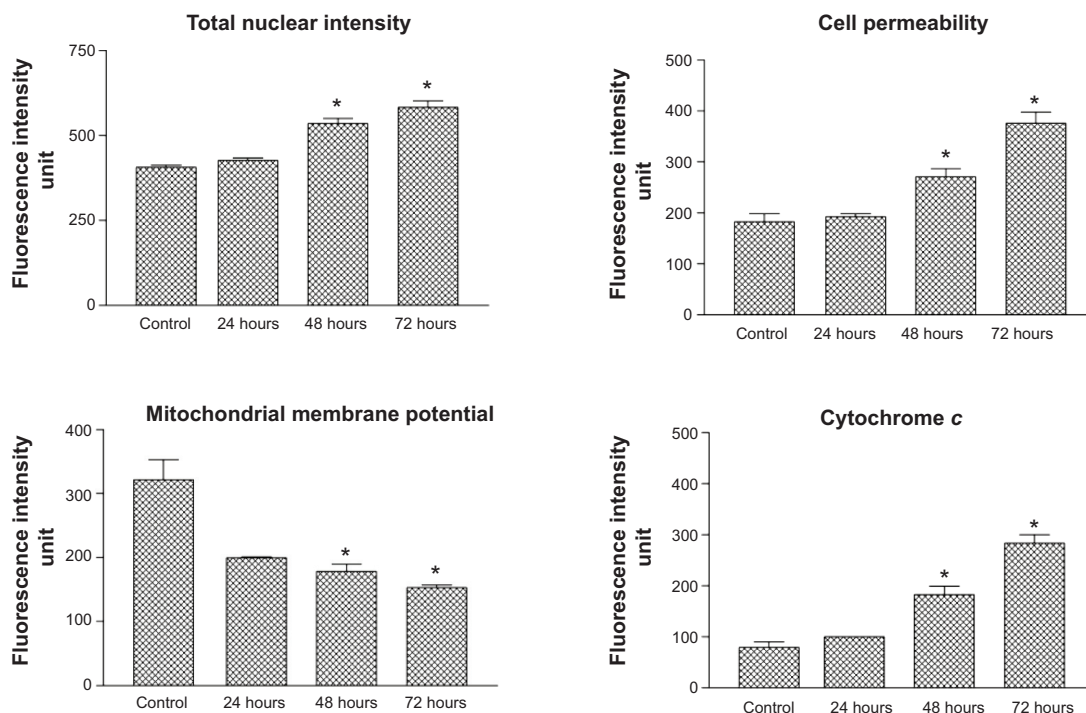 Total nuclear intensity
Fluorescence intensity
unit
750
500
250
0
*
*
Control
24 hours
48 hours
72 hours
Cell permeability
Fluorescence intensity
unit
500
400
300
200
100
0
*
*
Control
24 hours
48 hours
72 hours
Mitochondrial membrane potential
Fluorescence intensity
unit
400
300
200
100
0
*
*
Control
24 hours
48 hours
72 hours
Cytochrome c
Fluorescence intensity
unit
500
400
300
200
100
0
*
*
Control
24 hours
48 hours
72 hours